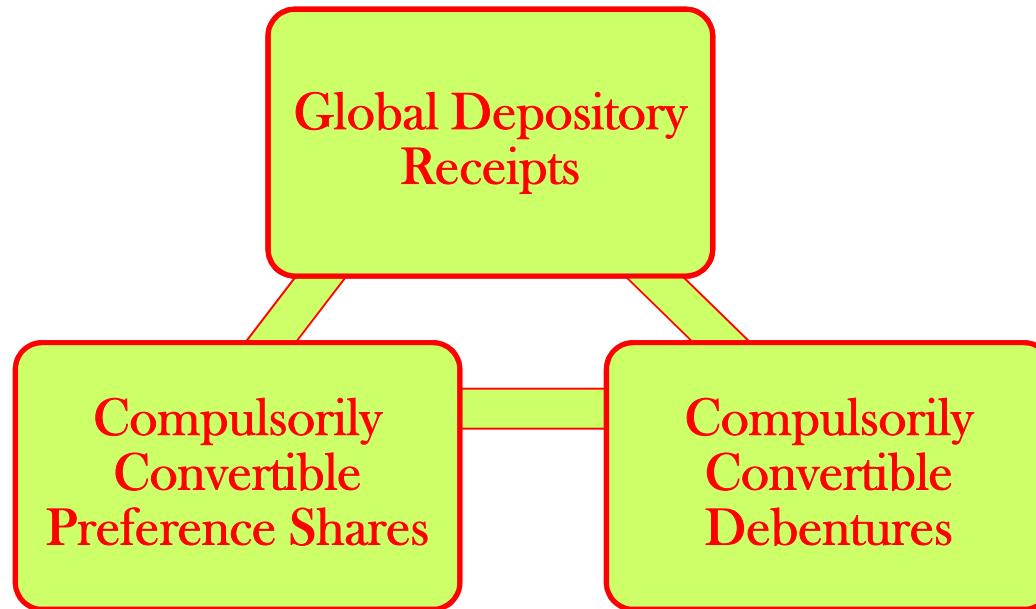 Global Depository
Receipts
Compulsorily
Convertible
Preference Shares
Compulsorily
Convertible
Debentures